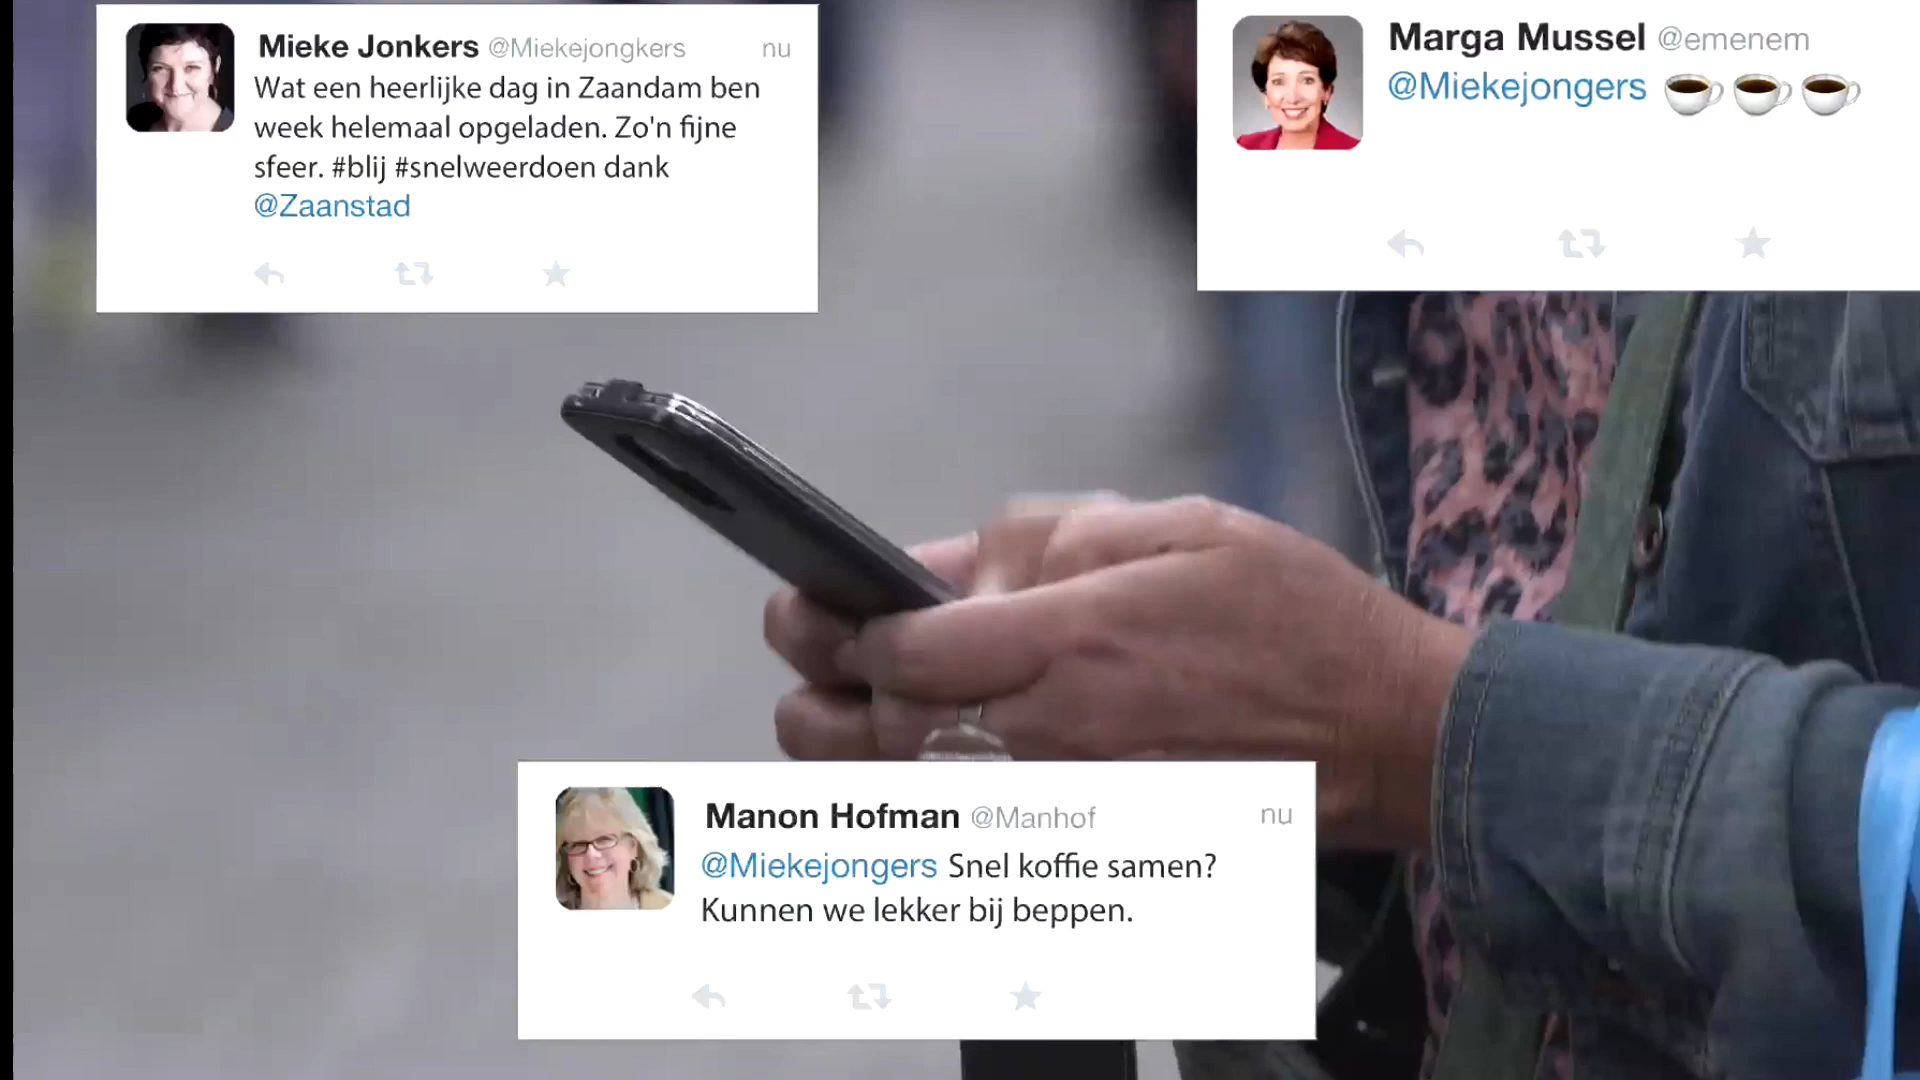 Mieke Jonkers @Miekejongkers nu
Wat een heerlijke dag in Zaandam ben
week helemaal opgeladen. Zo'n fijne
sfeer. #blij #snelweerdoen dank
@Zaanstad
Marga Mussel @emenem
@Miekejongers ☕☕☕
Manon Hofman @Manhof nu
@Miekejongers Snel koffie samen?
Kunnen we lekker bij beppen.